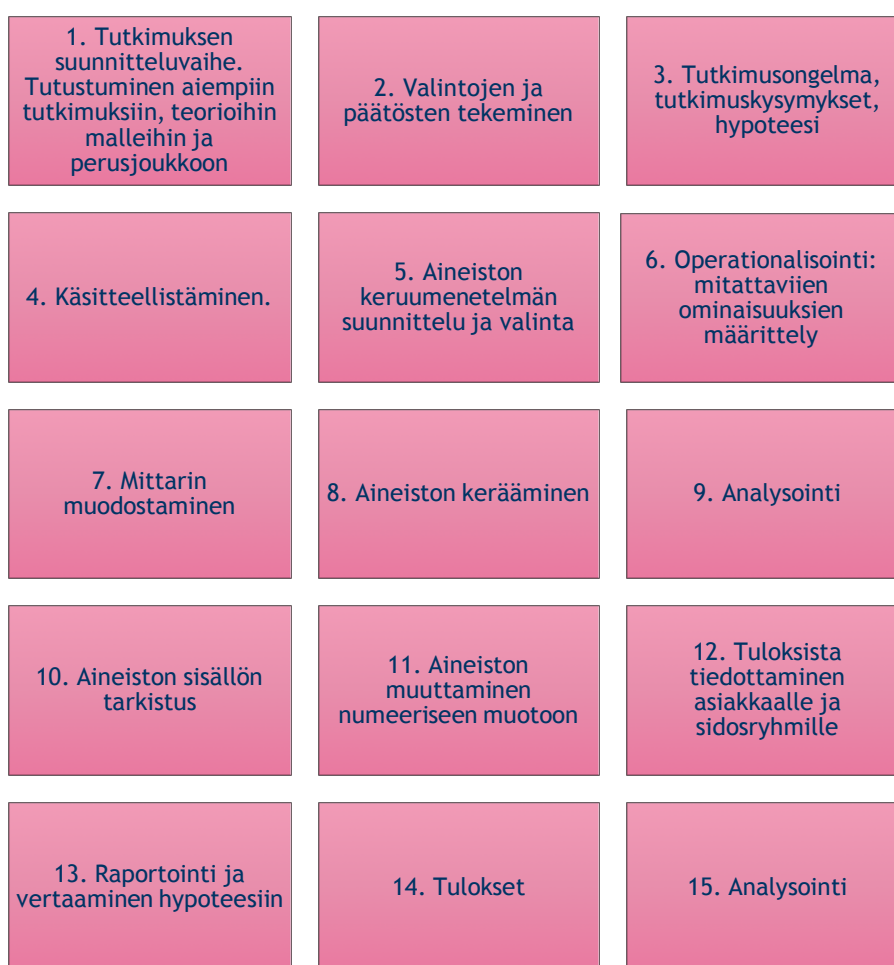 1. Tutkimuksen
suunnitteluvaihe.
Tutustuminen aiempiin
tutkimuksiin, teorioihin
malleihin ja
perusjoukkoon
2. Valintojen ja
päätösten tekeminen
3. Tutkimusongelma,
tutkimuskysymykset,
hypoteesi
4. Käsitteellistäminen.
5. Aineiston
keruumenetelmän
suunnittelu ja valinta
6. Operationalisointi:
mitattaviien
ominaisuuksien
määrittely
7. Mittarin
muodostaminen
8. Aineiston kerääminen
9. Analysointi
10. Aineiston sisällön
tarkistus
11. Aineiston
muuttaminen
numeeriseen muotoon
12. Tuloksista
tiedottaminen
asiakkaalle ja
sidosryhmille
13. Raportointi ja
vertaaminen hypoteesiin
14. Tulokset
15. Analysointi